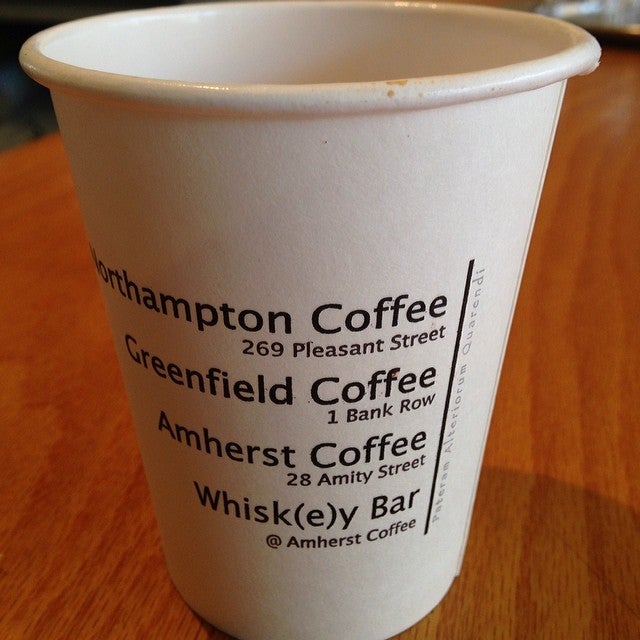 Northampton Coffee
269 Pleasant Street
Greenfield Coffee
1 Bank Row
Amherst Coffee
28 Amity Street
Whisk(e)y Bar
@ Amherst Coffee
Pateram Alteriorum Quarendi